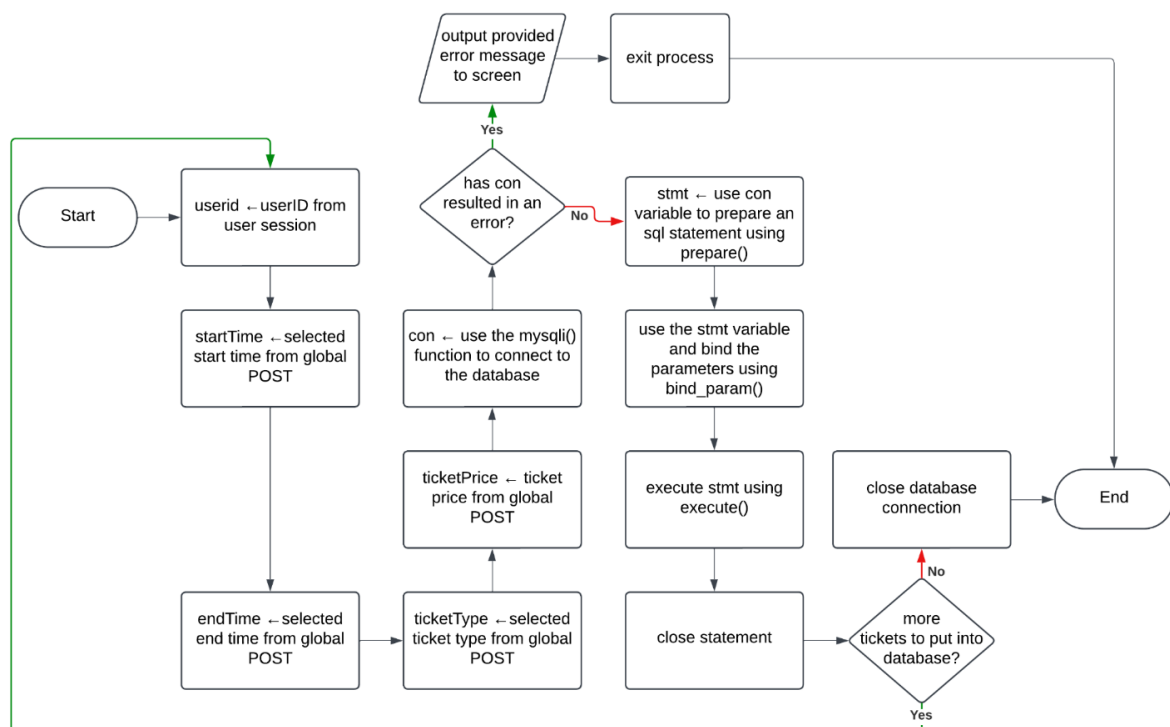 Start
userid ←userID from
user session
startTime ←selected
start time from global
POST
endTime ←selected
end time from global
POST
ticketType ←selected
ticket type from global
POST
ticketPrice ← ticket
price from global
POST
con ← use the mysqli()
function to connect to
the database
has con
resulted in an
error?
Yes
output provided
error message
to screen
exit process
No
stmt ← use con
variable to prepare an
sql statement using
prepare()
use the stmt variable
and bind the
parameters using
bind_param()
execute stmt using
execute()
close statement
more
tickets to put into
database?
Yes
No
close database
connection
End